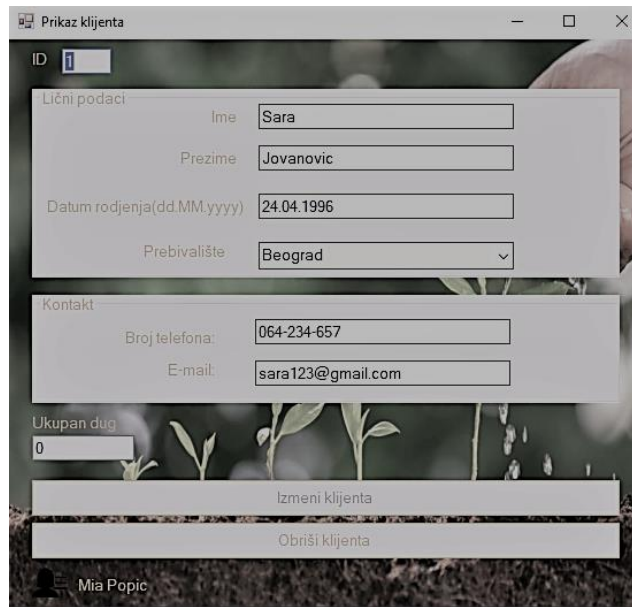 Prikaz klijenta
ID 1
Lični podaci
Ime Sara
Prezime Jovanovic
Datum rodjenja(dd.MM.yyyy) 24.04.1996
Prebivalište Beograd
Kontakt
Broj telefona: 064-234-657
E-mail: sara123@gmail.com
Ukupan dug
0
Izmeni klijenta
Obriši klijenta
Mia Popic